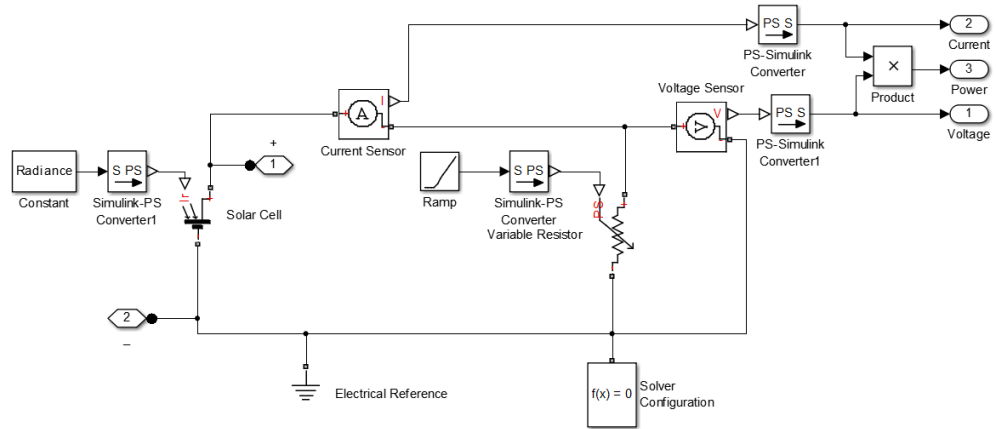 PS S
2
Current
PS-Simulink
Converter
×
3
Product
Power
Voltage Sensor
I
A
+
Current Sensor
+
V
V
PS S
1
Voltage
PS-Simulink
Converter1
+
1
Radiance
Constant
S PS
Simulink-PS
Converter1
Ir
+
-
Solar Cell
Ramp
S PS
Simulink-PS
Converter
PS
+
-
Variable Resistor
2
–
Electrical Reference
f(x) = 0
Solver
Configuration